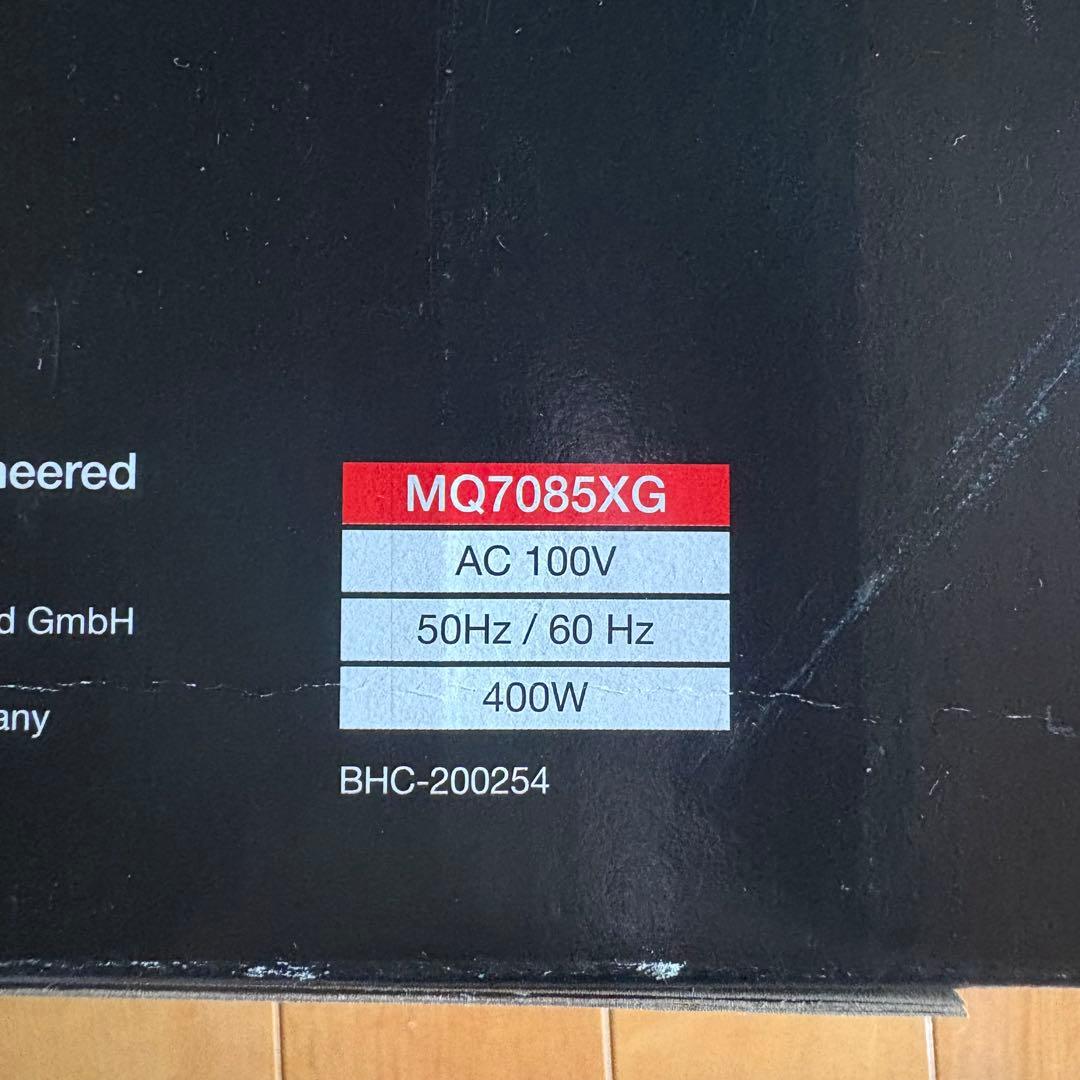 neered
MQ7085XG
AC 100V
50Hz / 60 Hz
d GmbH
400W
any
BHC-200254